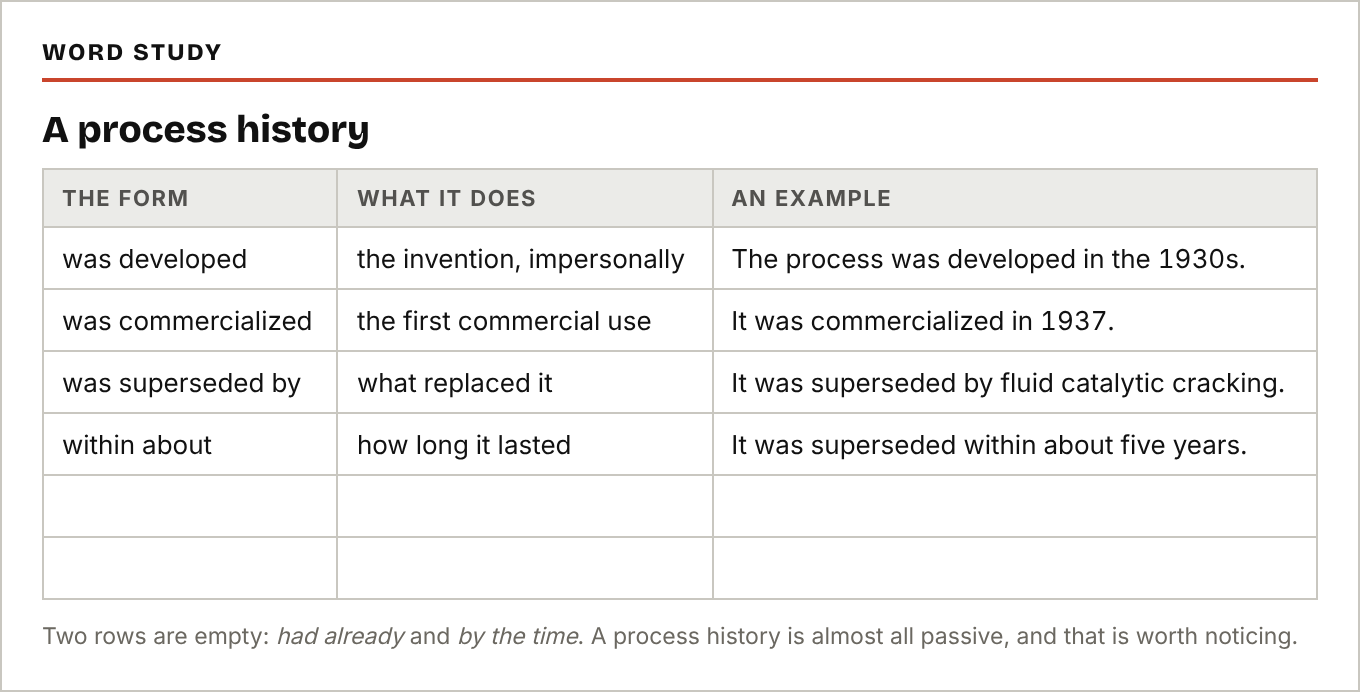 WORD STUDY
A process history
THE FORM WHAT IT DOES AN EXAMPLE
was developed the invention, impersonally The process was developed in the 1930s.
was commercialized the first commercial use It was commercialized in 1937.
was superseded by what replaced it It was superseded by fluid catalytic cracking.
within about how long it lasted It was superseded within about five years.
Two rows are empty: had already and by the time. A process history is almost all passive, and that is worth noticing.